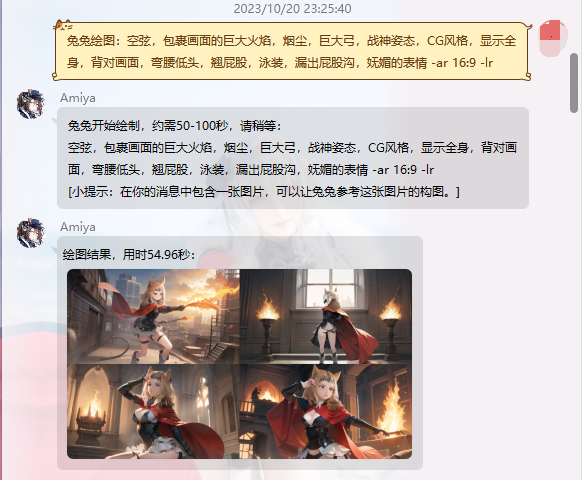 2023/10/20 23:25:40
兔兔绘图：空弦，包裹画面的巨大火焰，烟尘，巨大弓，战神姿态，CG风格，显示全
身，背对画面，弯腰低头，翘屁股，泳装，漏出屁股沟，妩媚的表情 -ar 16:9 -lr
Amiya
兔兔开始绘制，约需50-100秒，请稍等：
空弦，包裹画面的巨大火焰，烟尘，巨大弓，战神姿态，CG风格，显示全身，背对画
面，弯腰低头，翘屁股，泳装，漏出屁股沟，妩媚的表情 -ar 16:9 -lr
[小提示：在你的消息中包含一张图片，可以让兔兔参考这张图片的构图。]
Amiya
绘图结果，用时54.96秒：